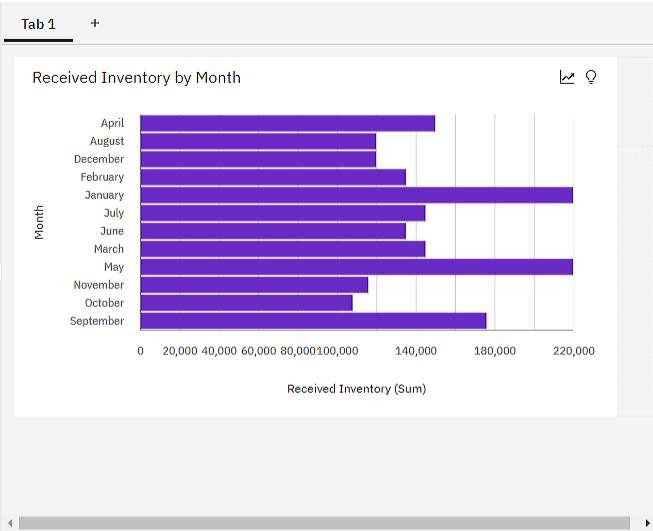 Tab 1 +
Received Inventory by Month
April
August
December
February
January
July
June
March
May
November
October
September
Month
0 20,000 40,000 60,000 80,000 100,000 140,000 180,000 220,000
Received Inventory (Sum)